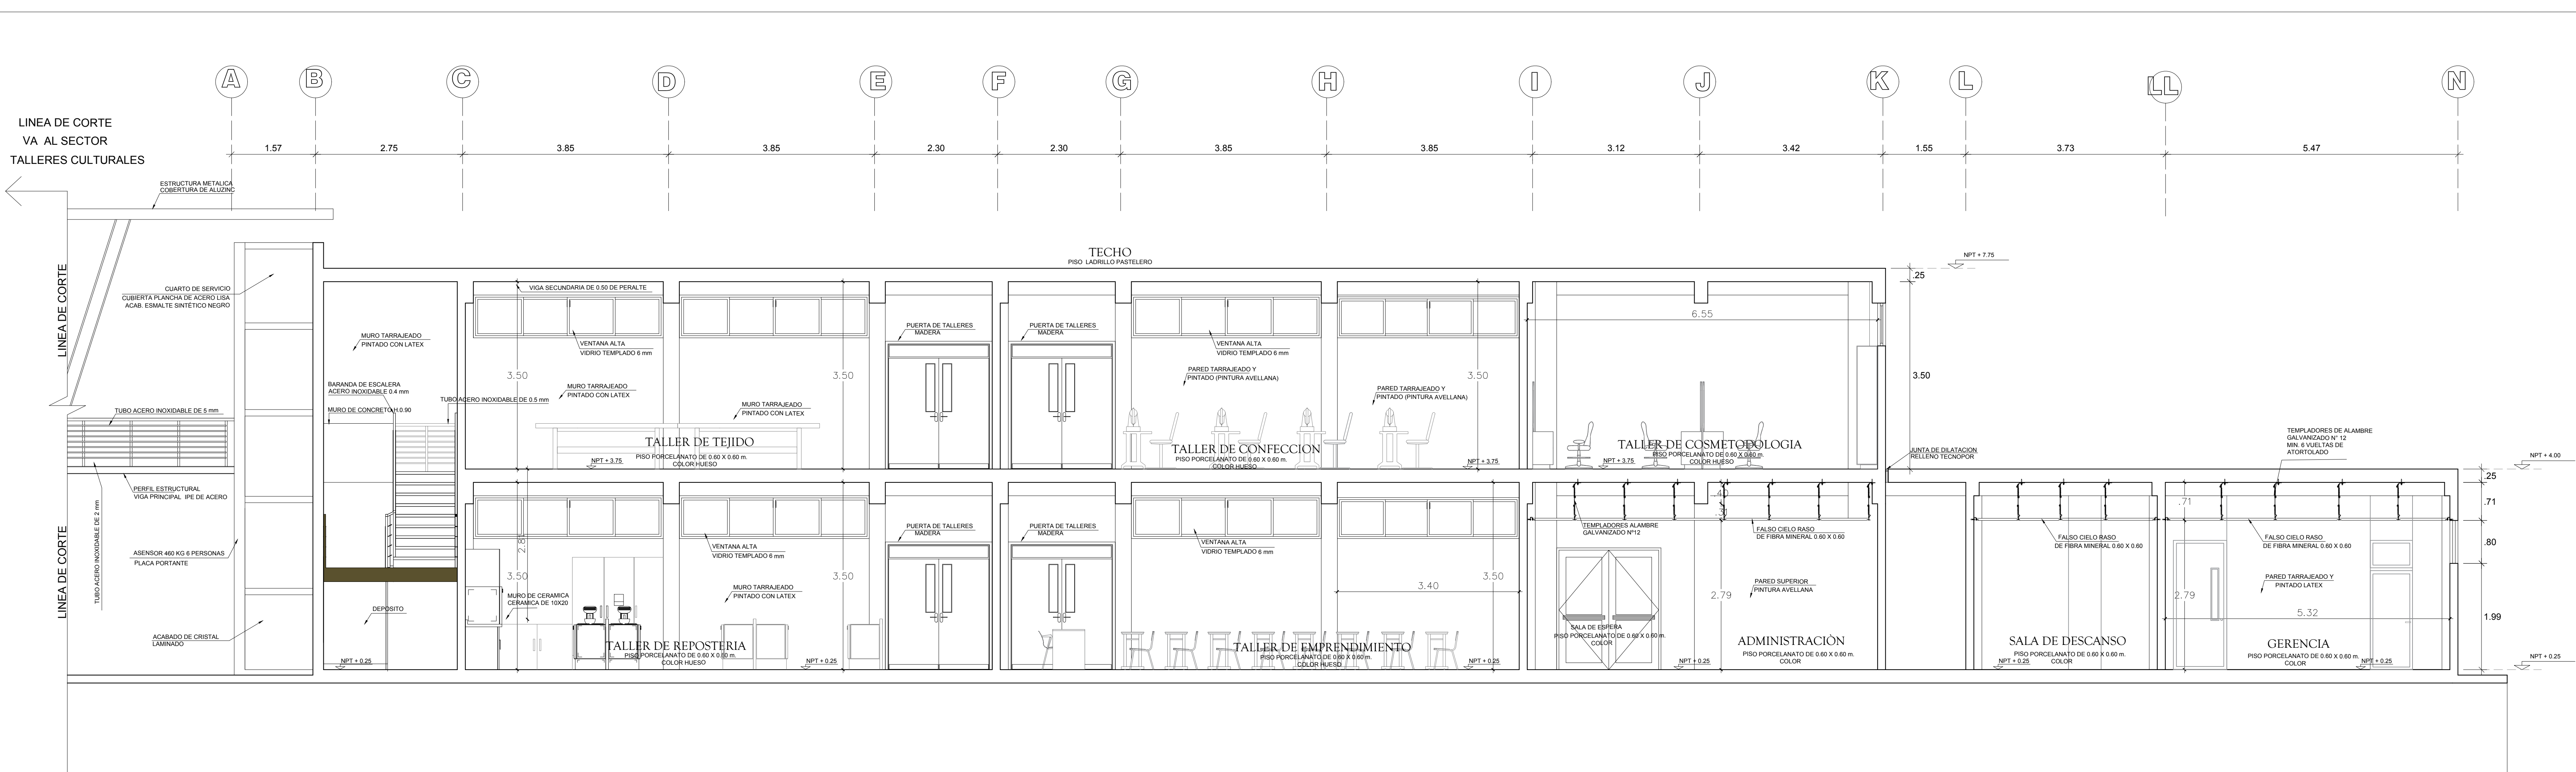 A B C D E F G H I J K L LL N
LINEA DE CORTE
VA AL SECTOR
TALLERES CULTURALES
1.57 2.75 3.85 3.85 2.30 2.30 3.85 3.85 3.12 3.42 1.55 3.73 5.47
ESTRUCTURA METALICA
COBERTURA DE ALUZINC
TECHO
PISO LADRILLO PASTELERO
NPT + 7.75
.25
LINEA DE CORTE
CUARTO DE SERVICIO
CUBIERTA PLANCHA DE ACERO LISA
ACAB. ESMALTE SINTÉTICO NEGRO
VIGA SECUNDARIA DE 0.50 DE PERALTE
MURO TARRAJEADO
PINTADO CON LATEX
VENTANA ALTA
VIDRIO TEMPLADO 6 mm
PUERTA DE TALLERES
MADERA
PUERTA DE TALLERES
MADERA
VENTANA ALTA
VIDRIO TEMPLADO 6 mm
6.55
3.50
3.50
3.50
3.50
BARANDA DE ESCALERA
ACERO INOXIDABLE 0.4 mm
MURO DE CONCRETO H.0.90
TUBO ACERO INOXIDABLE DE 0.5 mm
MURO TARRAJEADO
PINTADO CON LATEX
MURO TARRAJEADO
PINTADO CON LATEX
PARED TARRAJEADO Y
PINTADO (PINTURA AVELLANA)
PARED TARRAJEADO Y
PINTADO (PINTURA AVELLANA)
TUBO ACERO INOXIDABLE DE 5 mm
TALLER DE TEJIDO
PISO PORCELANATO DE 0.60 X 0.60 m.
COLOR HUESO
NPT + 3.75
TALLER DE CONFECCION
PISO PORCELANATO DE 0.60 X 0.60 m.
COLOR HUESO
NPT + 3.75
TALLER DE COSMETODOLOGIA
PISO PORCELANATO DE 0.60 X 0.60 m.
COLOR HUESO
NPT + 3.75
JUNTA DE DILATACION
RELLENO TECNOPOR
TEMPLADORES DE ALAMBRE
GALVANIZADO N° 12
MIN. 6 VUELTAS DE
ATORTOLADO
NPT + 4.00
.25
.71
.80
1.99
NPT + 0.25
PERFIL ESTRUCTURAL
VIGA PRINCIPAL IPE DE ACERO
TUBO ACERO INOXIDABLE DE 2 mm
LINEA DE CORTE
ASENSOR 460 KG 6 PERSONAS
PLACA PORTANTE
ACABADO DE CRISTAL
LAMINADO
DEPOSITO
NPT + 0.25
2.81
3.50
MURO DE CERAMICA
CERAMICA DE 10X20
VENTANA ALTA
VIDRIO TEMPLADO 6 mm
MURO TARRAJEADO
PINTADO CON LATEX
3.50
TALLER DE REPOSTERIA
PISO PORCELANATO DE 0.60 X 0.60 m.
COLOR HUESO
NPT + 0.25
PUERTA DE TALLERES
MADERA
PUERTA DE TALLERES
MADERA
VENTANA ALTA
VIDRIO TEMPLADO 6 mm
3.40
3.50
TALLER DE EMPRENDIMIENTO
PISO PORCELANATO DE 0.60 X 0.60 m.
COLOR HUESO
NPT + 0.25
.40
TEMPLADORES ALAMBRE
GALVANIZADO Nº12
FALSO CIELO RASO
DE FIBRA MINERAL 0.60 X 0.60
2.79
PARED SUPERIOR
PINTURA AVELLANA
SALA DE ESPERA
PISO PORCELANATO DE 0.60 X 0.60 m.
COLOR
ADMINISTRACIÒN
PISO PORCELANATO DE 0.60 X 0.60 m.
COLOR
NPT + 0.25
FALSO CIELO RASO
DE FIBRA MINERAL 0.60 X 0.60
SALA DE DESCANSO
PISO PORCELANATO DE 0.60 X 0.60 m.
COLOR
NPT + 0.25
.71
FALSO CIELO RASO
DE FIBRA MINERAL 0.60 X 0.60
PARED TARRAJEADO Y
PINTADO LATEX
2.79
5.32
GERENCIA
PISO PORCELANATO DE 0.60 X 0.60 m.
COLOR
NPT + 0.25